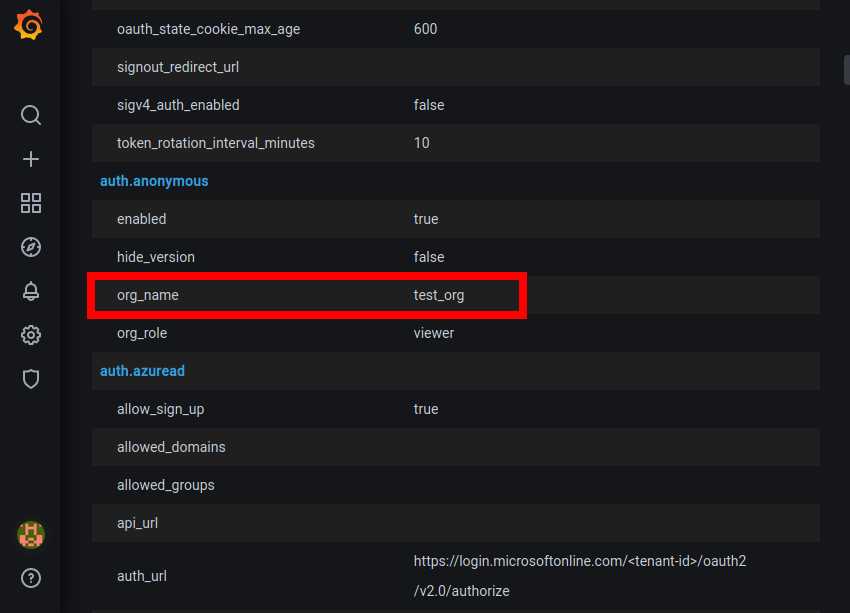 oauth_state_cookie_max_age 600
signout_redirect_url
sigv4_auth_enabled false
token_rotation_interval_minutes 10
auth.anonymous
enabled true
hide_version false
org_name test_org
org_role viewer
auth.azuread
allow_sign_up true
allowed_domains
allowed_groups
api_url
auth_url https://login.microsoftonline.com/<tenant-id>/oauth2
/v2.0/authorize